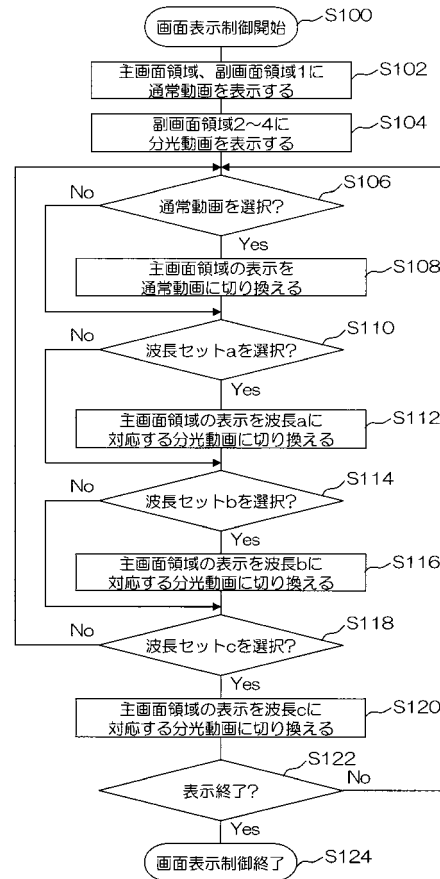 画面表示制御開始
S100
主画面領域、副画面領域1に
通常動画を表示する
S102
副画面領域2~4に
分光動画を表示する
S104
通常動画を選択?
S106
No
Yes
主画面領域の表示を
通常動画に切り換える
S108
波長セットaを選択?
S110
No
Yes
主画面領域の表示を波長aに
対応する分光動画に切り換える
S112
波長セットbを選択?
S114
No
Yes
主画面領域の表示を波長bに
対応する分光動画に切り換える
S116
波長セットcを選択?
S118
No
Yes
主画面領域の表示を波長cに
対応する分光動画に切り換える
S120
表示終了?
S122
No
Yes
画面表示制御終了
S124